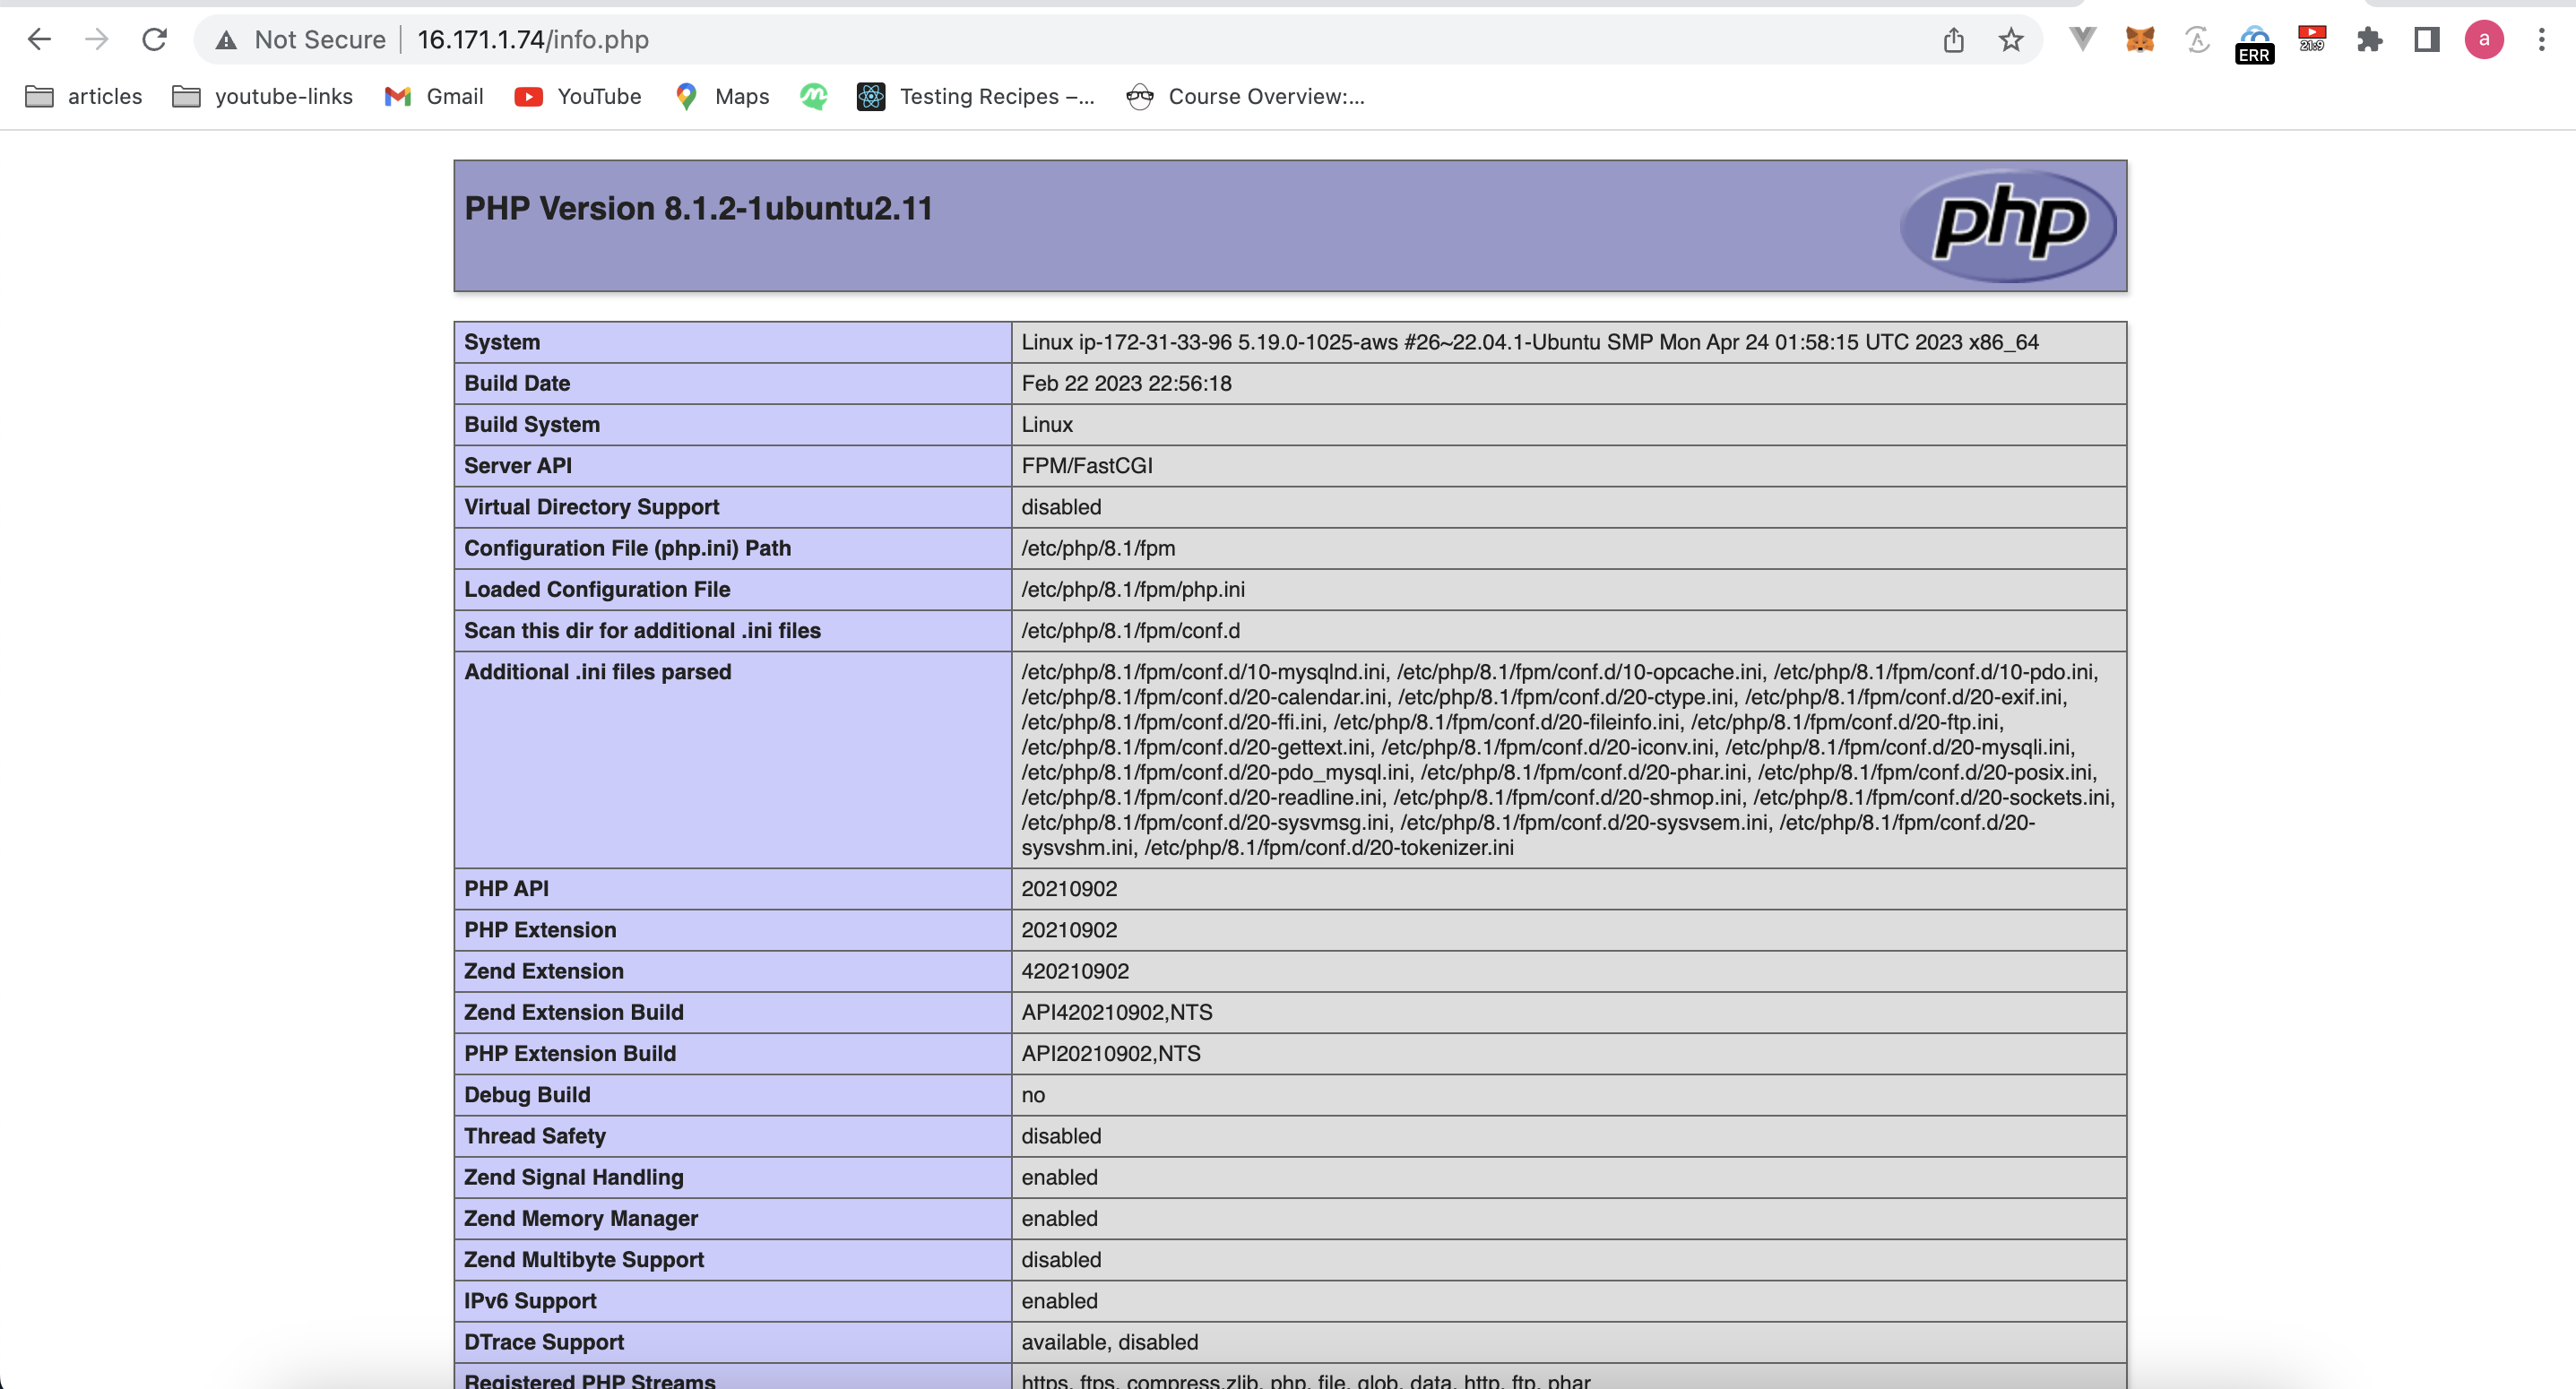 Not Secure | 16.171.1.74/info.php
ERR
21:9
a
articles youtube-links Gmail YouTube Maps Testing Recipes –... Course Overview:...
PHP Version 8.1.2-1ubuntu2.11
php
System Linux ip-172-31-33-96 5.19.0-1025-aws #26~22.04.1-Ubuntu SMP Mon Apr 24 01:58:15 UTC 2023 x86_64
Build Date Feb 22 2023 22:56:18
Build System Linux
Server API FPM/FastCGI
Virtual Directory Support disabled
Configuration File (php.ini) Path /etc/php/8.1/fpm
Loaded Configuration File /etc/php/8.1/fpm/php.ini
Scan this dir for additional .ini files /etc/php/8.1/fpm/conf.d
Additional .ini files parsed /etc/php/8.1/fpm/conf.d/10-mysqlnd.ini, /etc/php/8.1/fpm/conf.d/10-opcache.ini, /etc/php/8.1/fpm/conf.d/10-pdo.ini,
/etc/php/8.1/fpm/conf.d/20-calendar.ini, /etc/php/8.1/fpm/conf.d/20-ctype.ini, /etc/php/8.1/fpm/conf.d/20-exif.ini,
/etc/php/8.1/fpm/conf.d/20-ffi.ini, /etc/php/8.1/fpm/conf.d/20-fileinfo.ini, /etc/php/8.1/fpm/conf.d/20-ftp.ini,
/etc/php/8.1/fpm/conf.d/20-gettext.ini, /etc/php/8.1/fpm/conf.d/20-iconv.ini, /etc/php/8.1/fpm/conf.d/20-mysqli.ini,
/etc/php/8.1/fpm/conf.d/20-pdo_mysql.ini, /etc/php/8.1/fpm/conf.d/20-phar.ini, /etc/php/8.1/fpm/conf.d/20-posix.ini,
/etc/php/8.1/fpm/conf.d/20-readline.ini, /etc/php/8.1/fpm/conf.d/20-shmop.ini, /etc/php/8.1/fpm/conf.d/20-sockets.ini,
/etc/php/8.1/fpm/conf.d/20-sysvmsg.ini, /etc/php/8.1/fpm/conf.d/20-sysvsem.ini, /etc/php/8.1/fpm/conf.d/20-
sysvshm.ini, /etc/php/8.1/fpm/conf.d/20-tokenizer.ini
PHP API 20210902
PHP Extension 20210902
Zend Extension 420210902
Zend Extension Build API420210902,NTS
PHP Extension Build API20210902,NTS
Debug Build no
Thread Safety disabled
Zend Signal Handling enabled
Zend Memory Manager enabled
Zend Multibyte Support disabled
IPv6 Support enabled
DTrace Support available, disabled
Registered PHP Streams https, ftps, compress.zlib, php, file, glob, data, http, ftp, phar